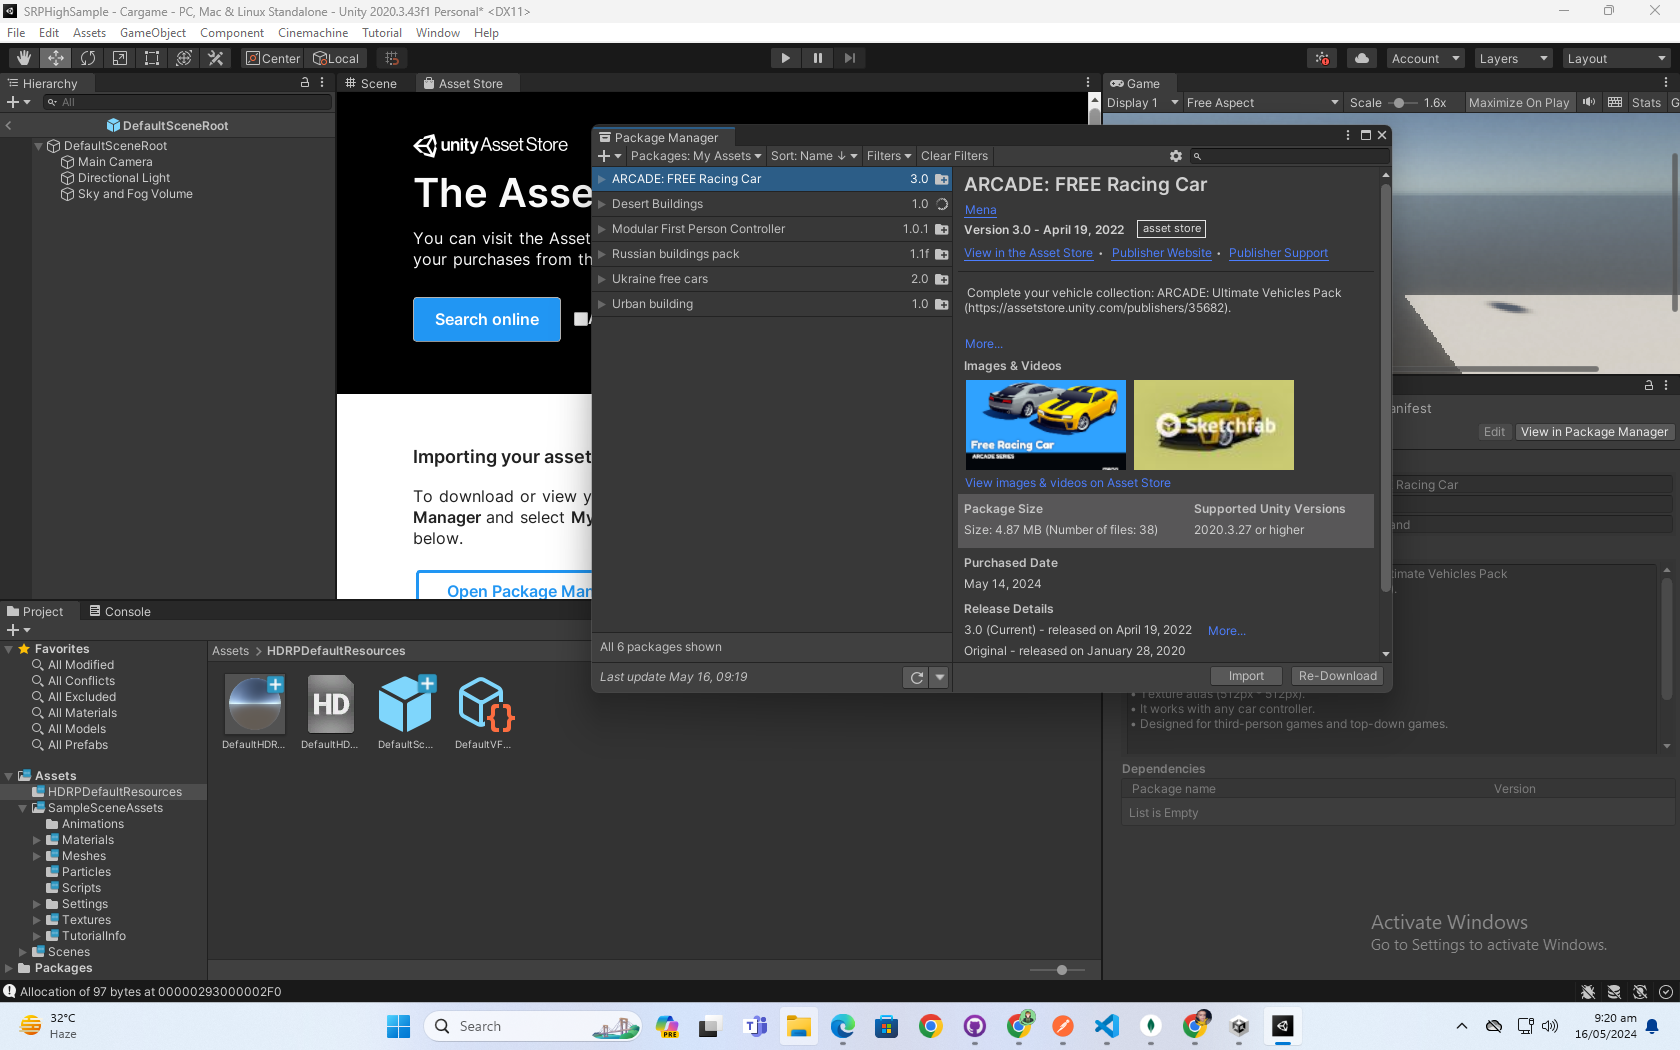 SRPHighSample - Cargame - PC, Mac & Linux Standalone - Unity 2020.3.43f1 Personal* <DX11>
File Edit Assets GameObject Component Cinemachine Tutorial Window Help
Center Local
Account Layers Layout
Hierarchy
All
DefaultSceneRoot
DefaultSceneRoot
Main Camera
Directional Light
Sky and Fog Volume
Scene Asset Store
unity Asset Store
The Asse
You can visit the Asset
your purchases from th
Search online
Importing your asset
To download or view y
Manager and select My
below.
Open Package Mar
Package Manager
Packages: My Assets Sort: Name ↓ Filters Clear Filters
ARCADE: FREE Racing Car 3.0
Desert Buildings 1.0
Modular First Person Controller 1.0.1
Russian buildings pack 1.1f
Ukraine free cars 2.0
Urban building 1.0
All 6 packages shown
Last update May 16, 09:19
ARCADE: FREE Racing Car
Mena
Version 3.0 - April 19, 2022 asset store
View in the Asset Store • Publisher Website • Publisher Support
Complete your vehicle collection: ARCADE: Ultimate Vehicles Pack
(https://assetstore.unity.com/publishers/35682).
More...
Images & Videos
Free Racing Car
ARCADE SERIES
Sketchfab
View images & videos on Asset Store
Package Size Supported Unity Versions
Size: 4.87 MB (Number of files: 38) 2020.3.27 or higher
Purchased Date
May 14, 2024
Release Details
3.0 (Current) - released on April 19, 2022 More...
Original - released on January 28, 2020
Import Re-Download
Game
Display 1 Free Aspect Scale 1.6x Maximize On Play Stats G
anifest
Edit View in Package Manager
Racing Car
and
timate Vehicles Pack
• Texture atlas (512px * 512px).
• It works with any car controller.
• Designed for third-person games and top-down games.
Dependencies
Package name Version
List is Empty
Project Console
Favorites
All Modified
All Conflicts
All Excluded
All Materials
All Models
All Prefabs
Assets
HDRPDefaultResources
SampleSceneAssets
Animations
Materials
Meshes
Particles
Scripts
Settings
Textures
TutorialInfo
Scenes
Packages
Assets > HDRPDefaultResources
HD
DefaultHDR... DefaultHD... DefaultSc... DefaultVF...
Activate Windows
Go to Settings to activate Windows.
Allocation of 97 bytes at 00000293000002F0
32°C
Haze
Search
PRE
9:20 am
16/05/2024